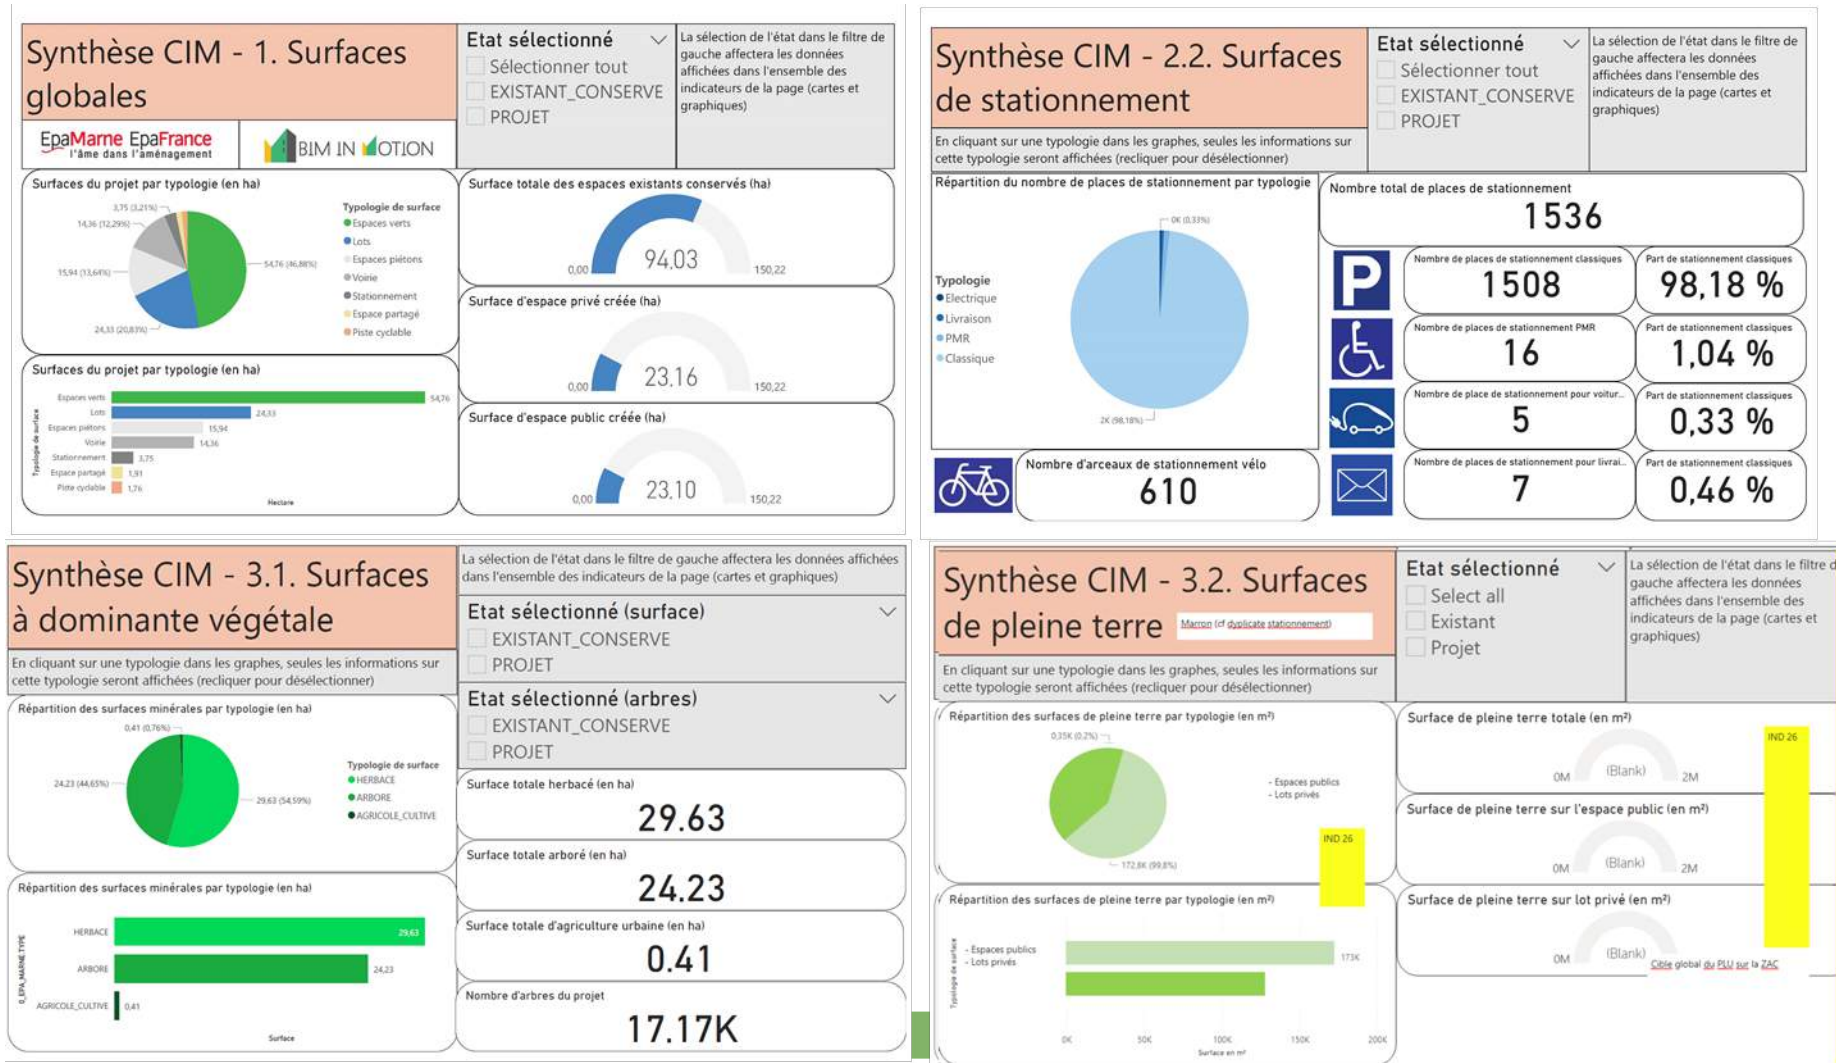 Synthèse CIM - 1. Surfaces
globales
EpaMarne EpaFrance
l'âme dans l'aménagement
BIM IN MOTION
Etat sélectionné
Sélectionner tout
EXISTANT_CONSERVE
PROJET
La sélection de l'état dans le filtre de
gauche affectera les données
affichées dans l'ensemble des
indicateurs de la page (cartes et
graphiques)
Surfaces du projet par typologie (en ha)
3,75 (3,21%)
14,36 (12,29%)
15,94 (13,64%)
24,33 (20,83%)
54,76 (46,88%)
Typologie de surface
Espaces verts
Lots
Espaces piétons
Voirie
Stationnement
Espace partagé
Piste cyclable
Surfaces du projet par typologie (en ha)
Typologie de surface
Espaces verts 54,76
Lots 24,33
Espaces piétons 15,94
Voirie 14,36
Stationnement 3,75
Espace partagé 1,91
Piste cyclable 1,76
Hectare
Surface totale des espaces existants conservés (ha)
94,03
0,00 150,22
Surface d'espace privé créée (ha)
23,16
0,00 150,22
Surface d'espace public créée (ha)
23,10
0,00 150,22
Synthèse CIM - 2.2. Surfaces
de stationnement
En cliquant sur une typologie dans les graphes, seules les informations sur
cette typologie seront affichées (recliquer pour désélectionner)
Etat sélectionné
Sélectionner tout
EXISTANT_CONSERVE
PROJET
La sélection de l'état dans le filtre de
gauche affectera les données
affichées dans l'ensemble des
indicateurs de la page (cartes et
graphiques)
Répartition du nombre de places de stationnement par typologie
0K (0,33%)
Typologie
Electrique
Livraison
PMR
Classique
2K (98,18%)
Nombre d'arceaux de stationnement vélo
610
Nombre total de places de stationnement
1536
P
Nombre de places de stationnement classiques
1508
Part de stationnement classiques
98,18 %
Nombre de places de stationnement PMR
16
Part de stationnement classiques
1,04 %
Nombre de place de stationnement pour voitur...
5
Part de stationnement classiques
0,33 %
Nombre de places de stationnement pour livrai...
7
Part de stationnement classiques
0,46 %
Synthèse CIM - 3.1. Surfaces
à dominante végétale
En cliquant sur une typologie dans les graphes, seules les informations sur
cette typologie seront affichées (recliquer pour désélectionner)
La sélection de l'état dans le filtre de gauche affectera les données affichées
dans l'ensemble des indicateurs de la page (cartes et graphiques)
Etat sélectionné (surface)
EXISTANT_CONSERVE
PROJET
Etat sélectionné (arbres)
EXISTANT_CONSERVE
PROJET
Répartition des surfaces minérales par typologie (en ha)
0,41 (0,76%)
24,23 (44,65%)
29,63 (54,59%)
Typologie de surface
HERBACE
ARBORE
AGRICOLE_CULTIVE
Répartition des surfaces minérales par typologie (en ha)
0_EPA_MARNE.TYPE
HERBACE 29,63
ARBORE 24,23
AGRICOLE_CULTIVE 0,41
Surface
Surface totale herbacé (en ha)
29.63
Surface totale arboré (en ha)
24,23
Surface totale d'agriculture urbaine (en ha)
0.41
Nombre d'arbres du projet
17,17K
Synthèse CIM - 3.2. Surfaces
de pleine terre
Marron (cf dyplicate stationnement)
En cliquant sur une typologie dans les graphes, seules les informations sur
cette typologie seront affichées (recliquer pour désélectionner)
Etat sélectionné
Select all
Existant
Projet
La sélection de l'état dans le filtre d
gauche affectera les données
affichées dans l'ensemble des
indicateurs de la page (cartes et
graphiques)
Répartition des surfaces de pleine terre par typologie (en m²)
0,35K (0,2%)
- Espaces publics
- Lots privés
172,8K (99,8%)
IND 26
Répartition des surfaces de pleine terre par typologie (en m²)
Typologie de surface
- Espaces publics
- Lots privés
173K
0K 50K 100K 150K 200K
Surface en m²
Surface de pleine terre totale (en m²)
(Blank)
0M 2M
IND 26
Surface de pleine terre sur l'espace public (en m²)
(Blank)
0M 2M
Surface de pleine terre sur lot privé (en m²)
(Blank)
0M
Cible global du PLU sur la ZAC